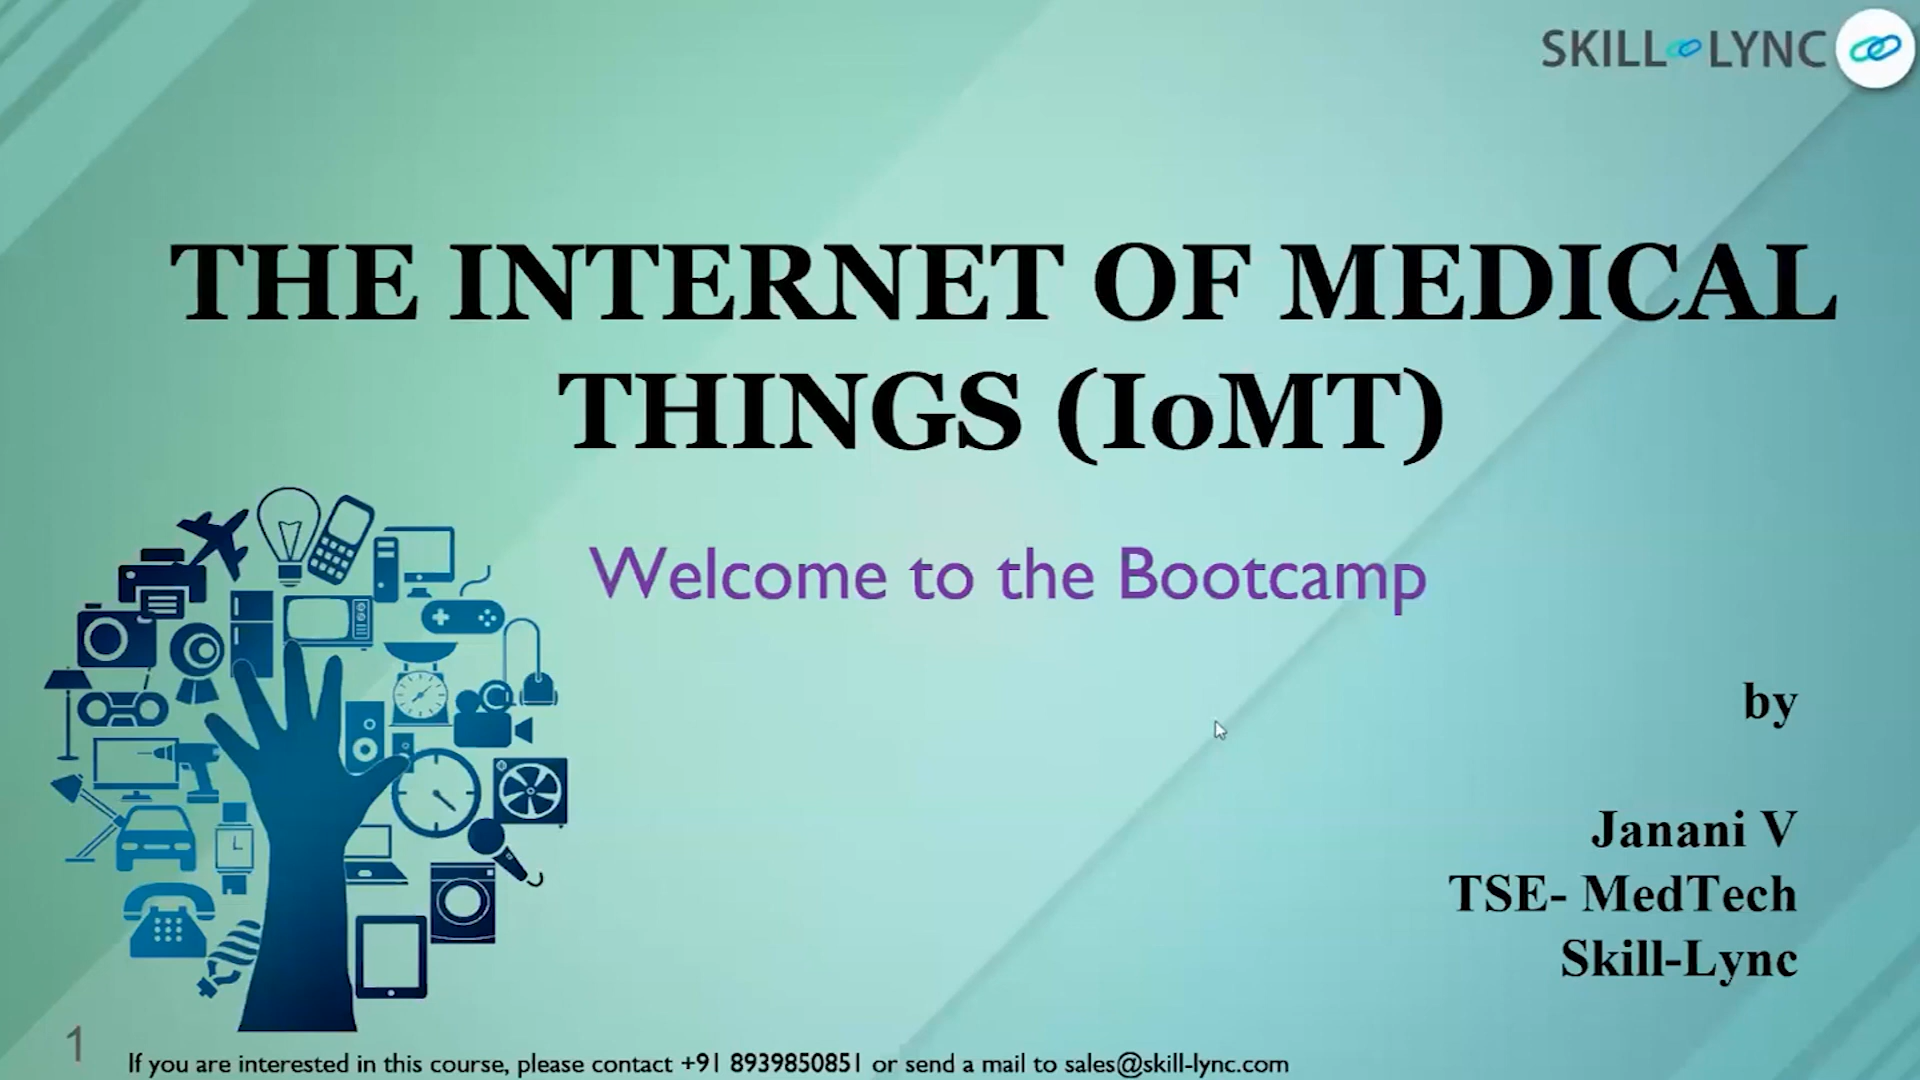 SKILL LYNC
THE INTERNET OF MEDICAL
THINGS (IoMT)
Welcome to the Bootcamp
by
Janani V
TSE- MedTech
Skill-Lync
1
If you are interested in this course, please contact +91 8939850851 or send a mail to sales@skill-lync.com